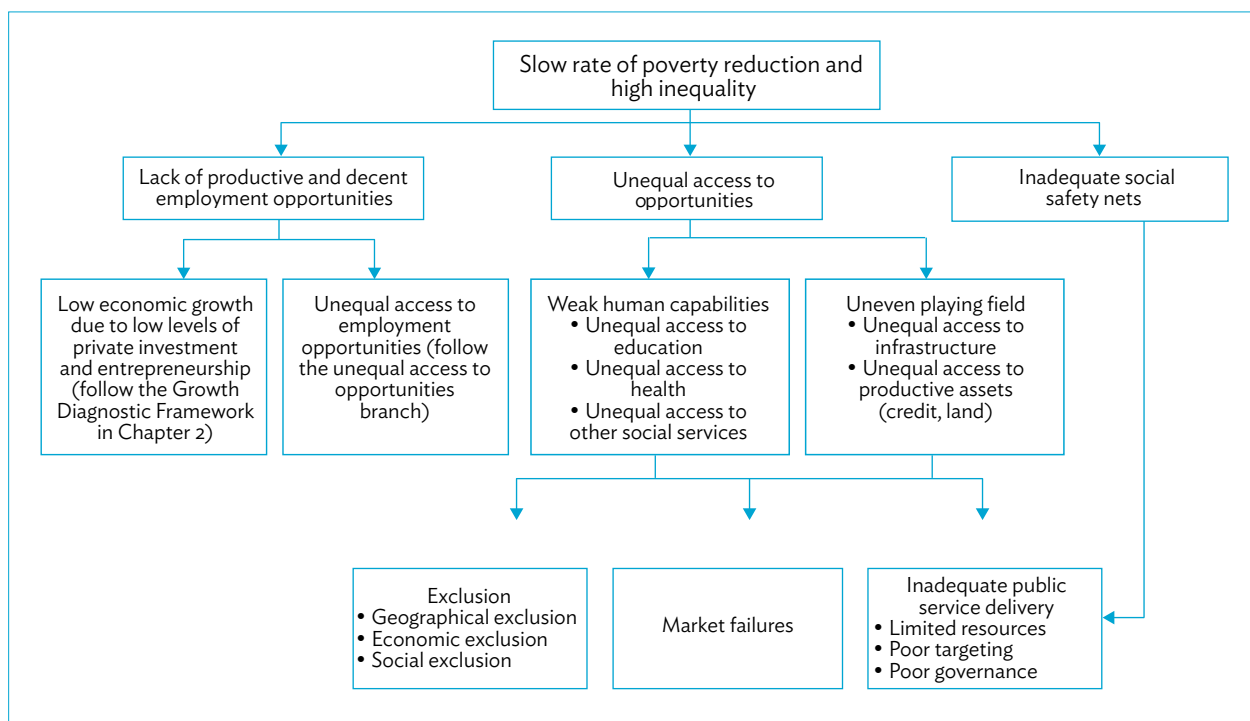 Slow rate of poverty reduction and
high inequality
Lack of productive and decent
employment opportunities
Unequal access to
opportunities
Inadequate social
safety nets
Low economic growth
due to low levels of
private investment
and entrepreneurship
(follow the Growth
Diagnostic Framework
in Chapter 2)
Unequal access to
employment
opportunities (follow
the unequal access to
opportunities
branch)
Weak human capabilities
• Unequal access to
education
• Unequal access to
health
• Unequal access to
other social services
Uneven playing field
• Unequal access to
infrastructure
• Unequal access to
productive assets
(credit, land)
Exclusion
• Geographical exclusion
• Economic exclusion
• Social exclusion
Market failures
Inadequate public
service delivery
• Limited resources
• Poor targeting
• Poor governance